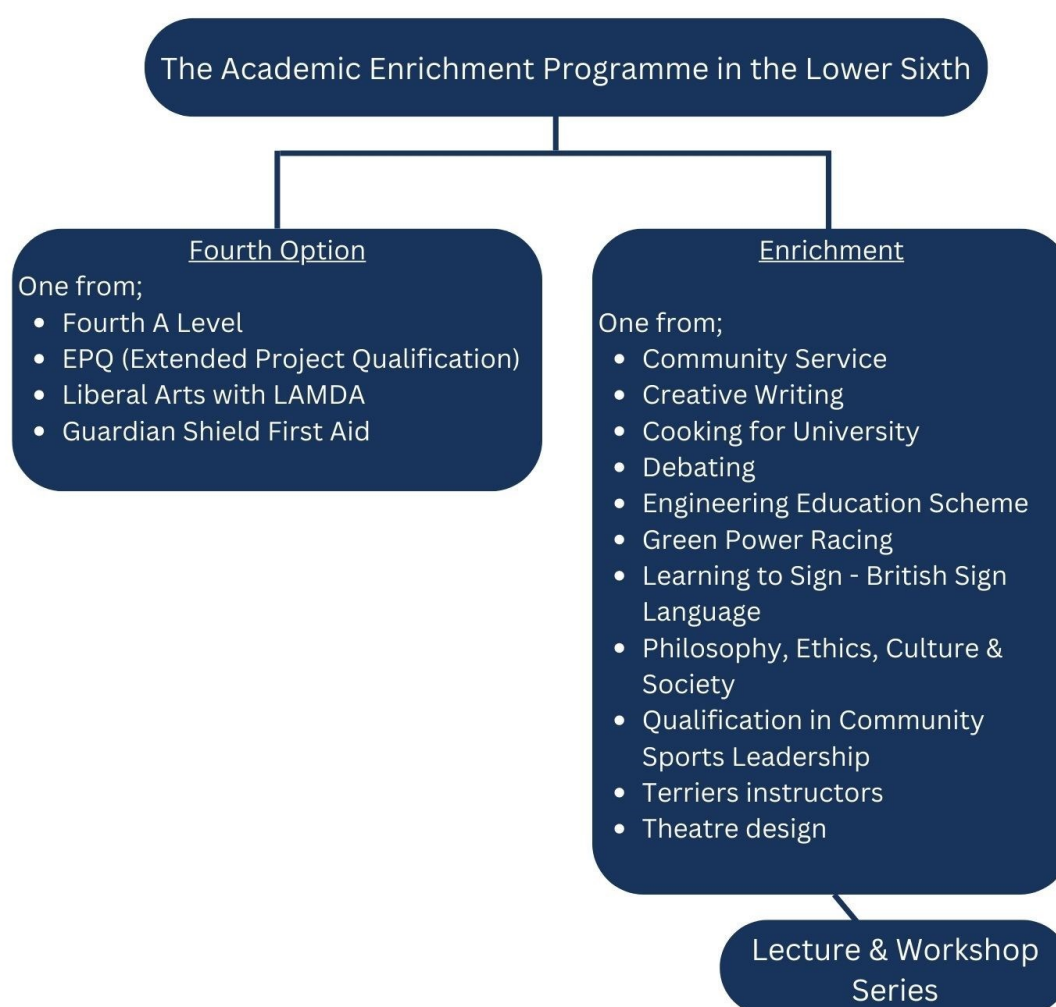 The Academic Enrichment Programme in the Lower Sixth
Fourth Option
One from;
• Fourth A Level
• EPQ (Extended Project Qualification)
• Liberal Arts with LAMDA
• Guardian Shield First Aid
Enrichment
One from;
• Community Service
• Creative Writing
• Cooking for University
• Debating
• Engineering Education Scheme
• Green Power Racing
• Learning to Sign - British Sign
Language
• Philosophy, Ethics, Culture &
Society
• Qualification in Community
Sports Leadership
• Terriers instructors
• Theatre design
Lecture & Workshop
Series